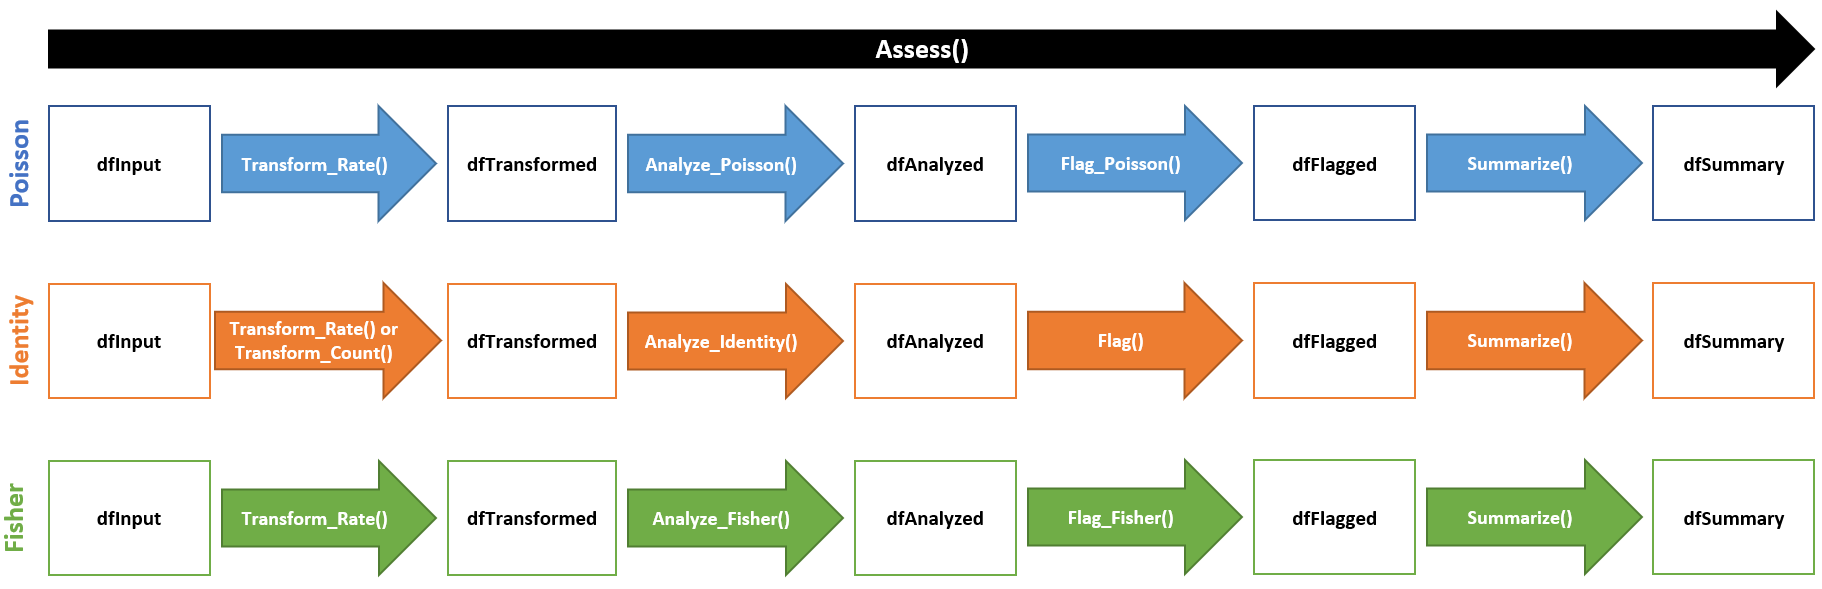 Assess()
Poisson
dfInput
Transform_Rate()
dfTransformed
Analyze_Poisson()
dfAnalyzed
Flag_Poisson()
dfFlagged
Summarize()
dfSummary
Identity
dfInput
Transform_Rate() or
Transform_Count()
dfTransformed
Analyze_Identity()
dfAnalyzed
Flag()
dfFlagged
Summarize()
dfSummary
Fisher
dfInput
Transform_Rate()
dfTransformed
Analyze_Fisher()
dfAnalyzed
Flag_Fisher()
dfFlagged
Summarize()
dfSummary